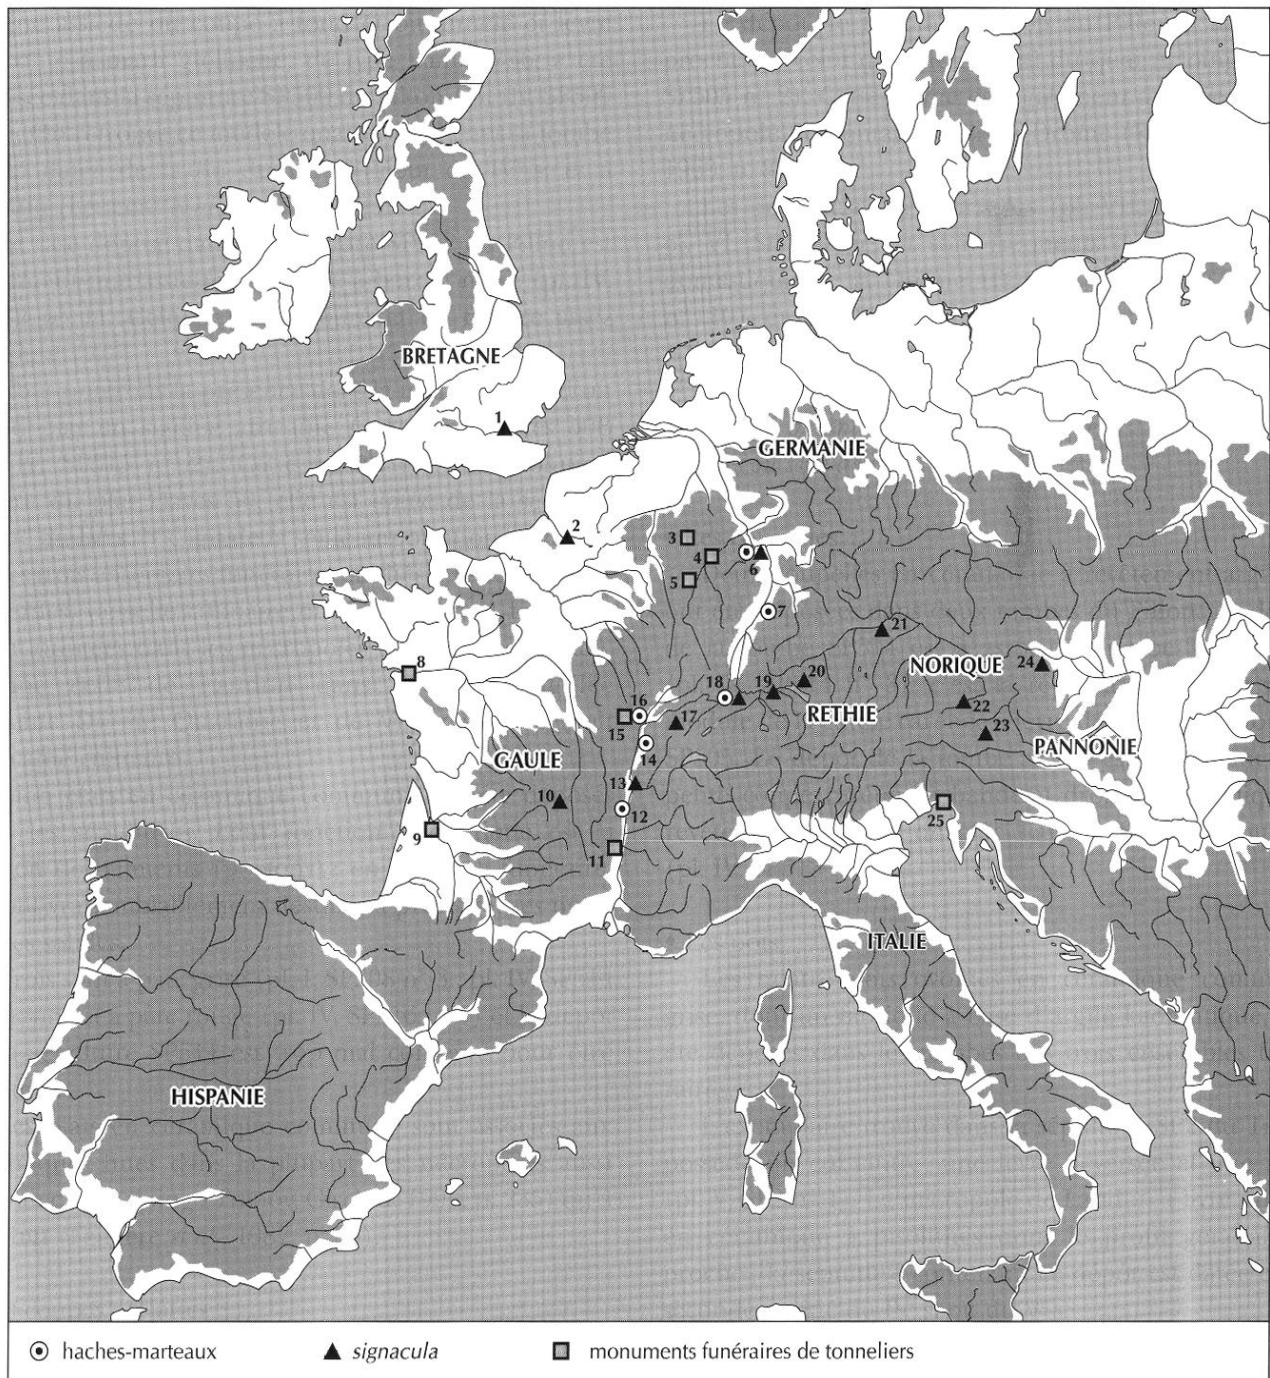 BRETAGNE
1
GERMANIE
2
3
4
6
5
7
21
8
NORIQUE
24
20
19
18
22
16
RETHIE
17
15
23
PANNONIE
14
GAULE
13
10
25
12
9
11
ITALIE
HISPANIE
haches-marteaux
signacula
monuments funéraires de tonneliers